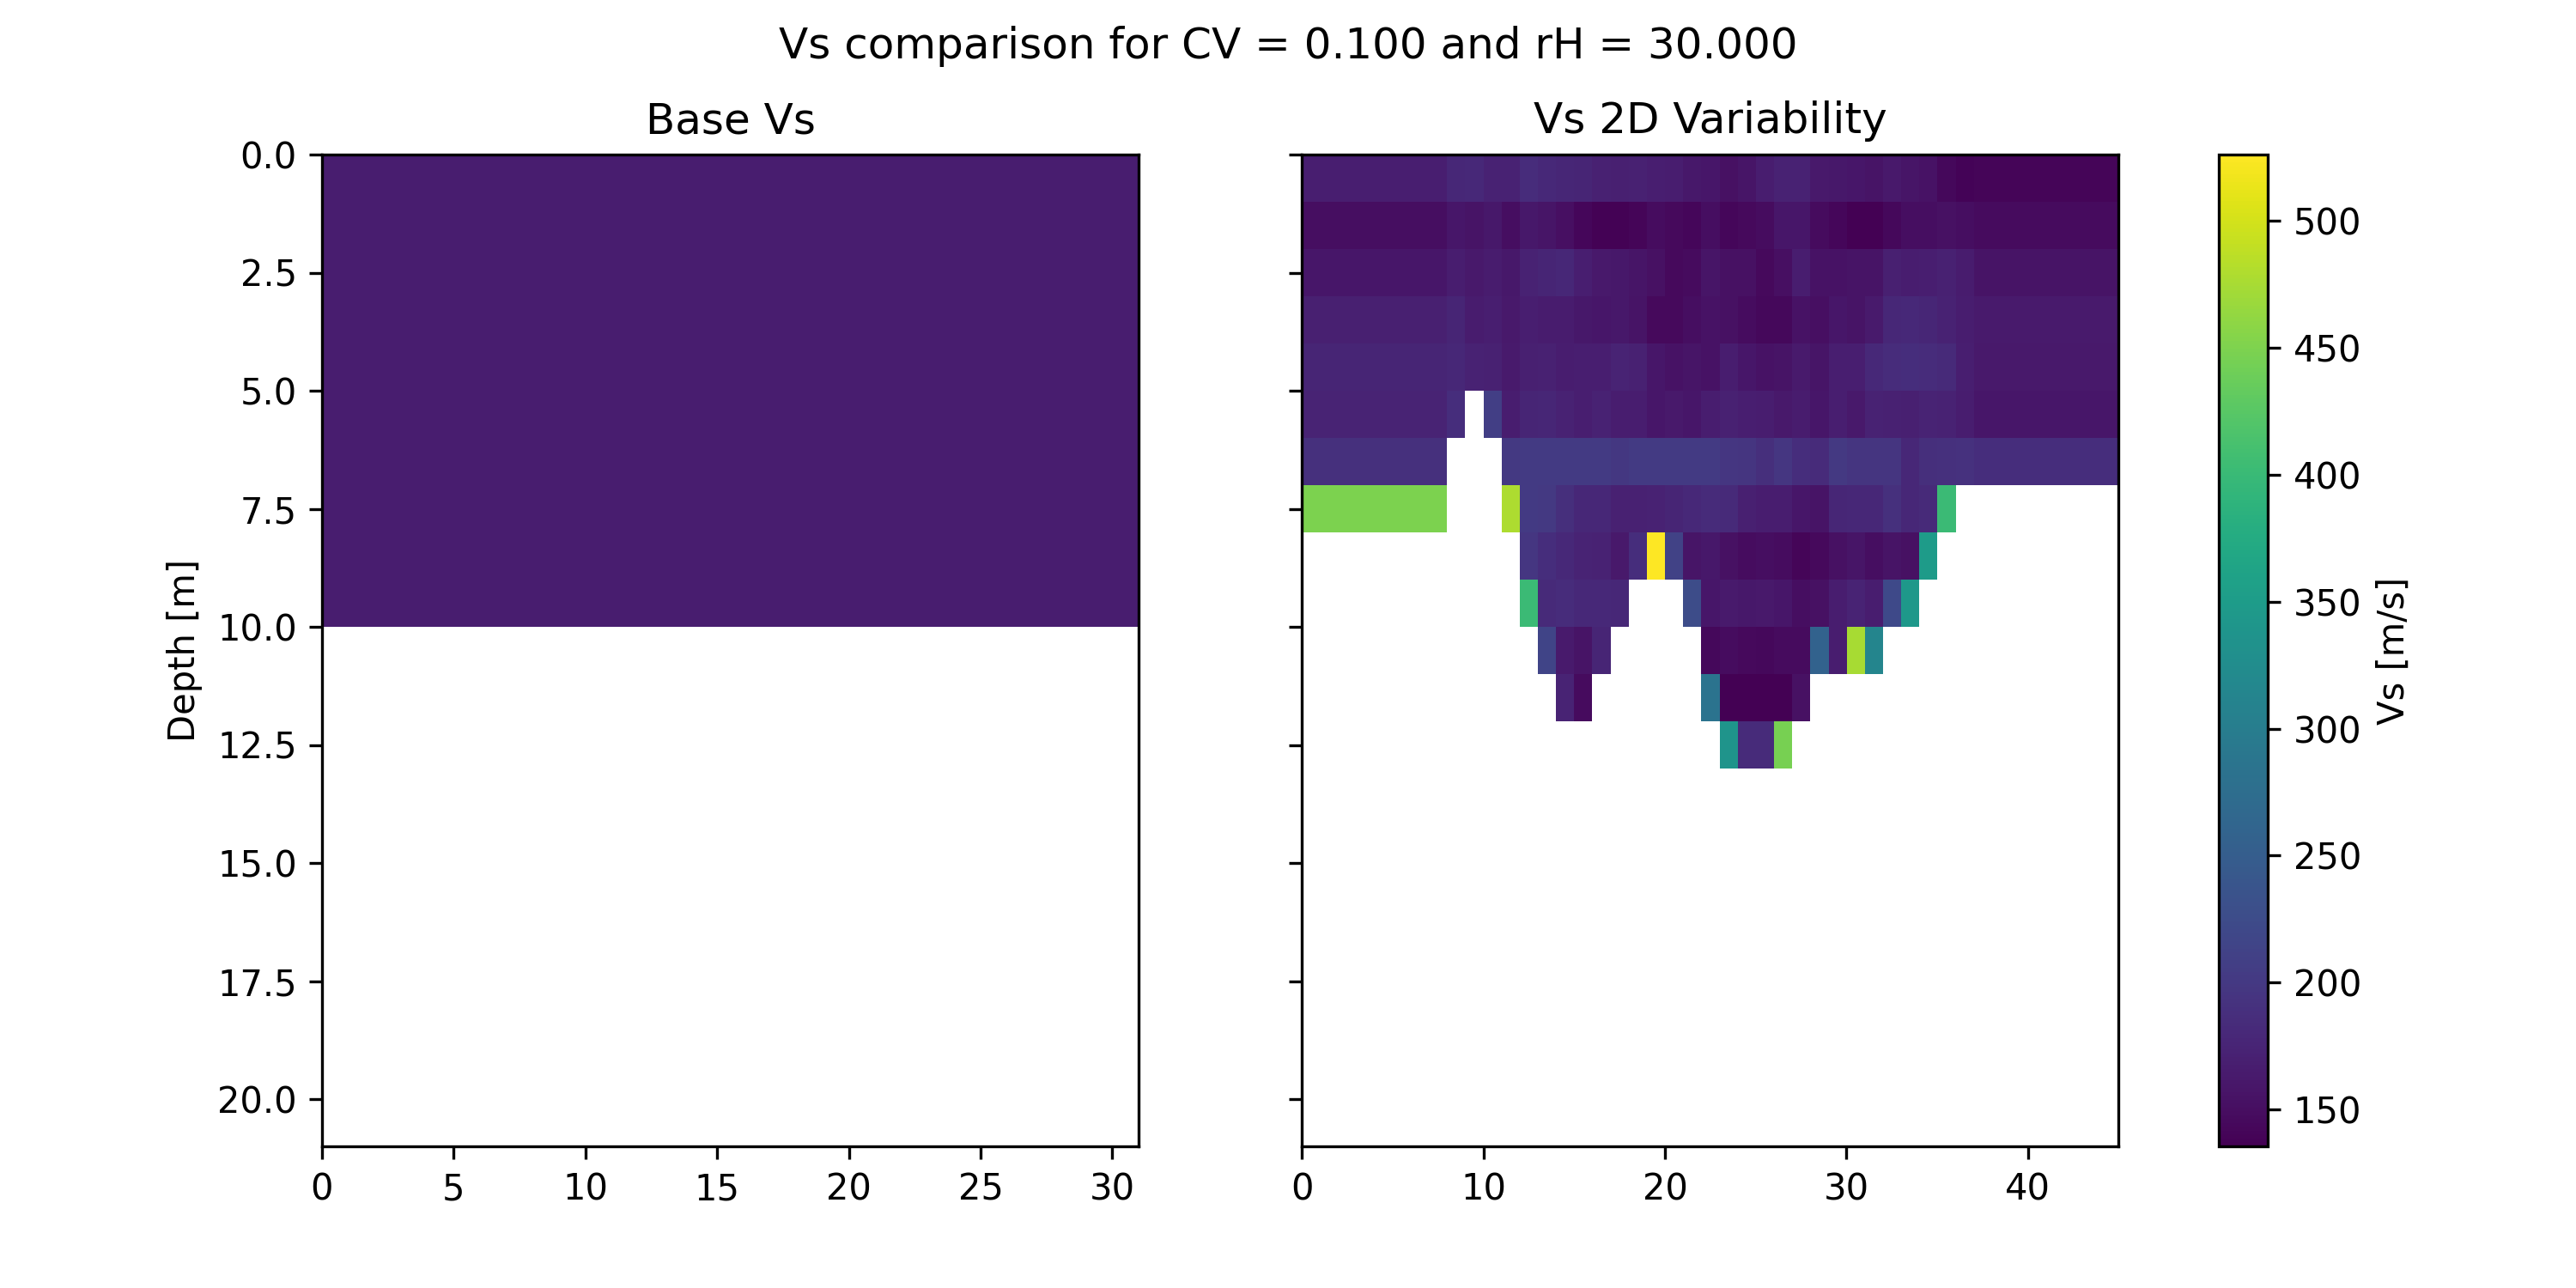 Vs comparison for CV = 0.100 and rH = 30.000
Base Vs
Vs 2D Variability
0.0
2.5
5.0
7.5
10.0
12.5
15.0
17.5
20.0
Depth [m]
0 5 10 15 20 25 30
0 10 20 30 40
500
450
400
350
300
250
200
150
Vs [m/s]